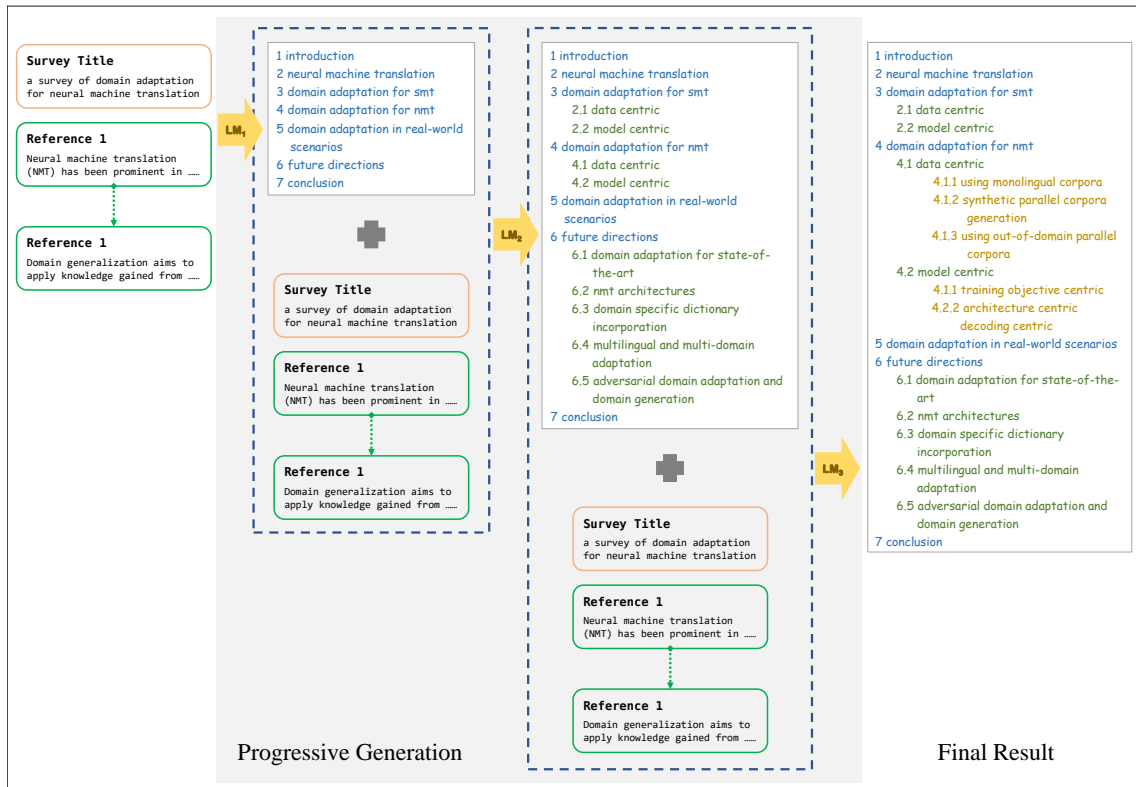 Survey Title
a survey of domain adaptation
for neural machine translation
Reference 1
Neural machine translation
(NMT) has been prominent in ……
Reference 1
Domain generalization aims to
apply knowledge gained from ……
LM1
1 introduction
2 neural machine translation
3 domain adaptation for smt
4 domain adaptation for nmt
5 domain adaptation in real-world
scenarios
6 future directions
7 conclusion
Survey Title
a survey of domain adaptation
for neural machine translation
Reference 1
Neural machine translation
(NMT) has been prominent in ……
Reference 1
Domain generalization aims to
apply knowledge gained from ……
Progressive Generation
LM2
1 introduction
2 neural machine translation
3 domain adaptation for smt
2.1 data centric
2.2 model centric
4 domain adaptation for nmt
4.1 data centric
4.2 model centric
5 domain adaptation in real-world
scenarios
6 future directions
6.1 domain adaptation for state-of-
the-art
6.2 nmt architectures
6.3 domain specific dictionary
incorporation
6.4 multilingual and multi-domain
adaptation
6.5 adversarial domain adaptation and
domain generation
7 conclusion
Survey Title
a survey of domain adaptation
for neural machine translation
Reference 1
Neural machine translation
(NMT) has been prominent in ……
Reference 1
Domain generalization aims to
apply knowledge gained from ……
LM3
1 introduction
2 neural machine translation
3 domain adaptation for smt
2.1 data centric
2.2 model centric
4 domain adaptation for nmt
4.1 data centric
4.1.1 using monolingual corpora
4.1.2 synthetic parallel corpora
generation
4.1.3 using out-of-domain parallel
corpora
4.2 model centric
4.1.1 training objective centric
4.2.2 architecture centric
decoding centric
5 domain adaptation in real-world scenarios
6 future directions
6.1 domain adaptation for state-of-the-
art
6.2 nmt architectures
6.3 domain specific dictionary
incorporation
6.4 multilingual and multi-domain
adaptation
6.5 adversarial domain adaptation and
domain generation
7 conclusion
Final Result